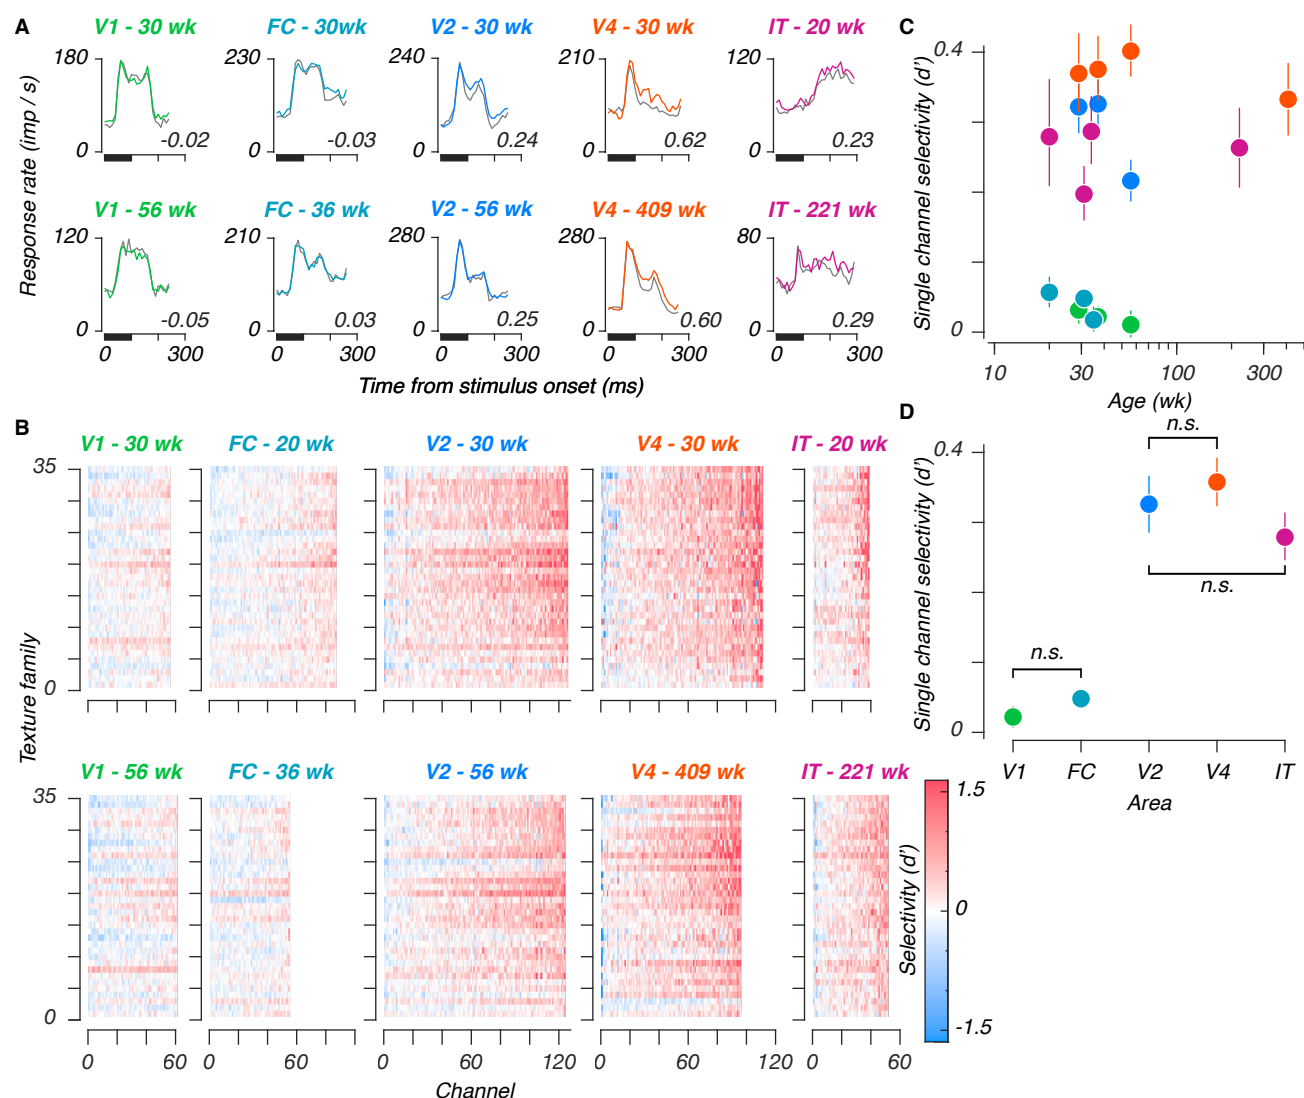 A
V1 - 30 wk
FC - 30wk
V2 - 30 wk
V4 - 30 wk
IT - 20 wk
180
230
240
210
120
0
0
0
0
0
-0.02
-0.03
0.24
0.62
0.23
Response rate (imp / s)
V1 - 56 wk
FC - 36 wk
V2 - 56 wk
V4 - 409 wk
IT - 221 wk
120
210
280
280
80
0
0
0
0
0
-0.05
0.03
0.25
0.60
0.29
0 300
0 300
0 300
0 300
0 300
Time from stimulus onset (ms)
C
Single channel selectivity (d')
0.4
0
10 30 100 300
Age (wk)
B
V1 - 30 wk
FC - 20 wk
V2 - 30 wk
V4 - 30 wk
IT - 20 wk
35
0
Texture family
V1 - 56 wk
FC - 36 wk
V2 - 56 wk
V4 - 409 wk
IT - 221 wk
35
0
0 60
0 60
0 60 120
0 60 120
0 60
Channel
1.5
0
-1.5
Selectivity (d')
D
Single channel selectivity (d')
0.4
0
n.s.
n.s.
n.s.
V1 FC V2 V4 IT
Area